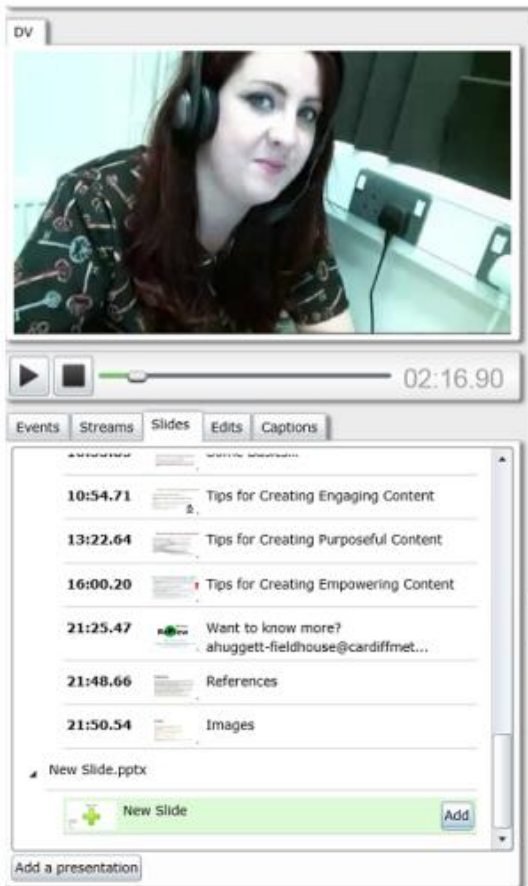 DV
02:16.90
Events Streams Slides Edits Captions
10:54.71 Tips for Creating Engaging Content
13:22.64 Tips for Creating Purposeful Content
16:00.20 Tips for Creating Empowering Content
21:25.47 Want to know more?
ahuggett-fieldhouse@cardiffmet...
21:48.66 References
21:50.54 Images
New Slide.pptx
New Slide Add
Add a presentation